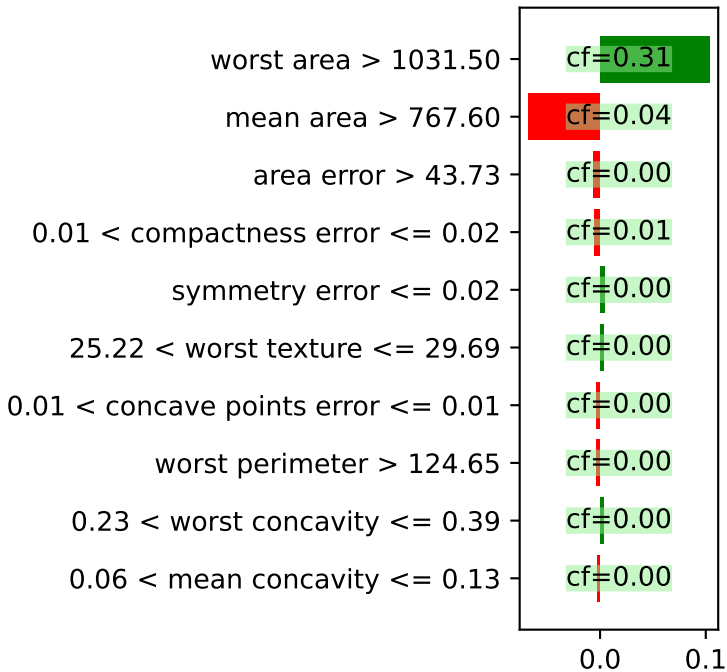 worst area > 1031.50 cf=0.31
mean area > 767.60 cf=0.04
area error > 43.73 cf=0.00
0.01 < compactness error <= 0.02 cf=0.01
symmetry error <= 0.02 cf=0.00
25.22 < worst texture <= 29.69 cf=0.00
0.01 < concave points error <= 0.01 cf=0.00
worst perimeter > 124.65 cf=0.00
0.23 < worst concavity <= 0.39 cf=0.00
0.06 < mean concavity <= 0.13 cf=0.00
0.0 0.1